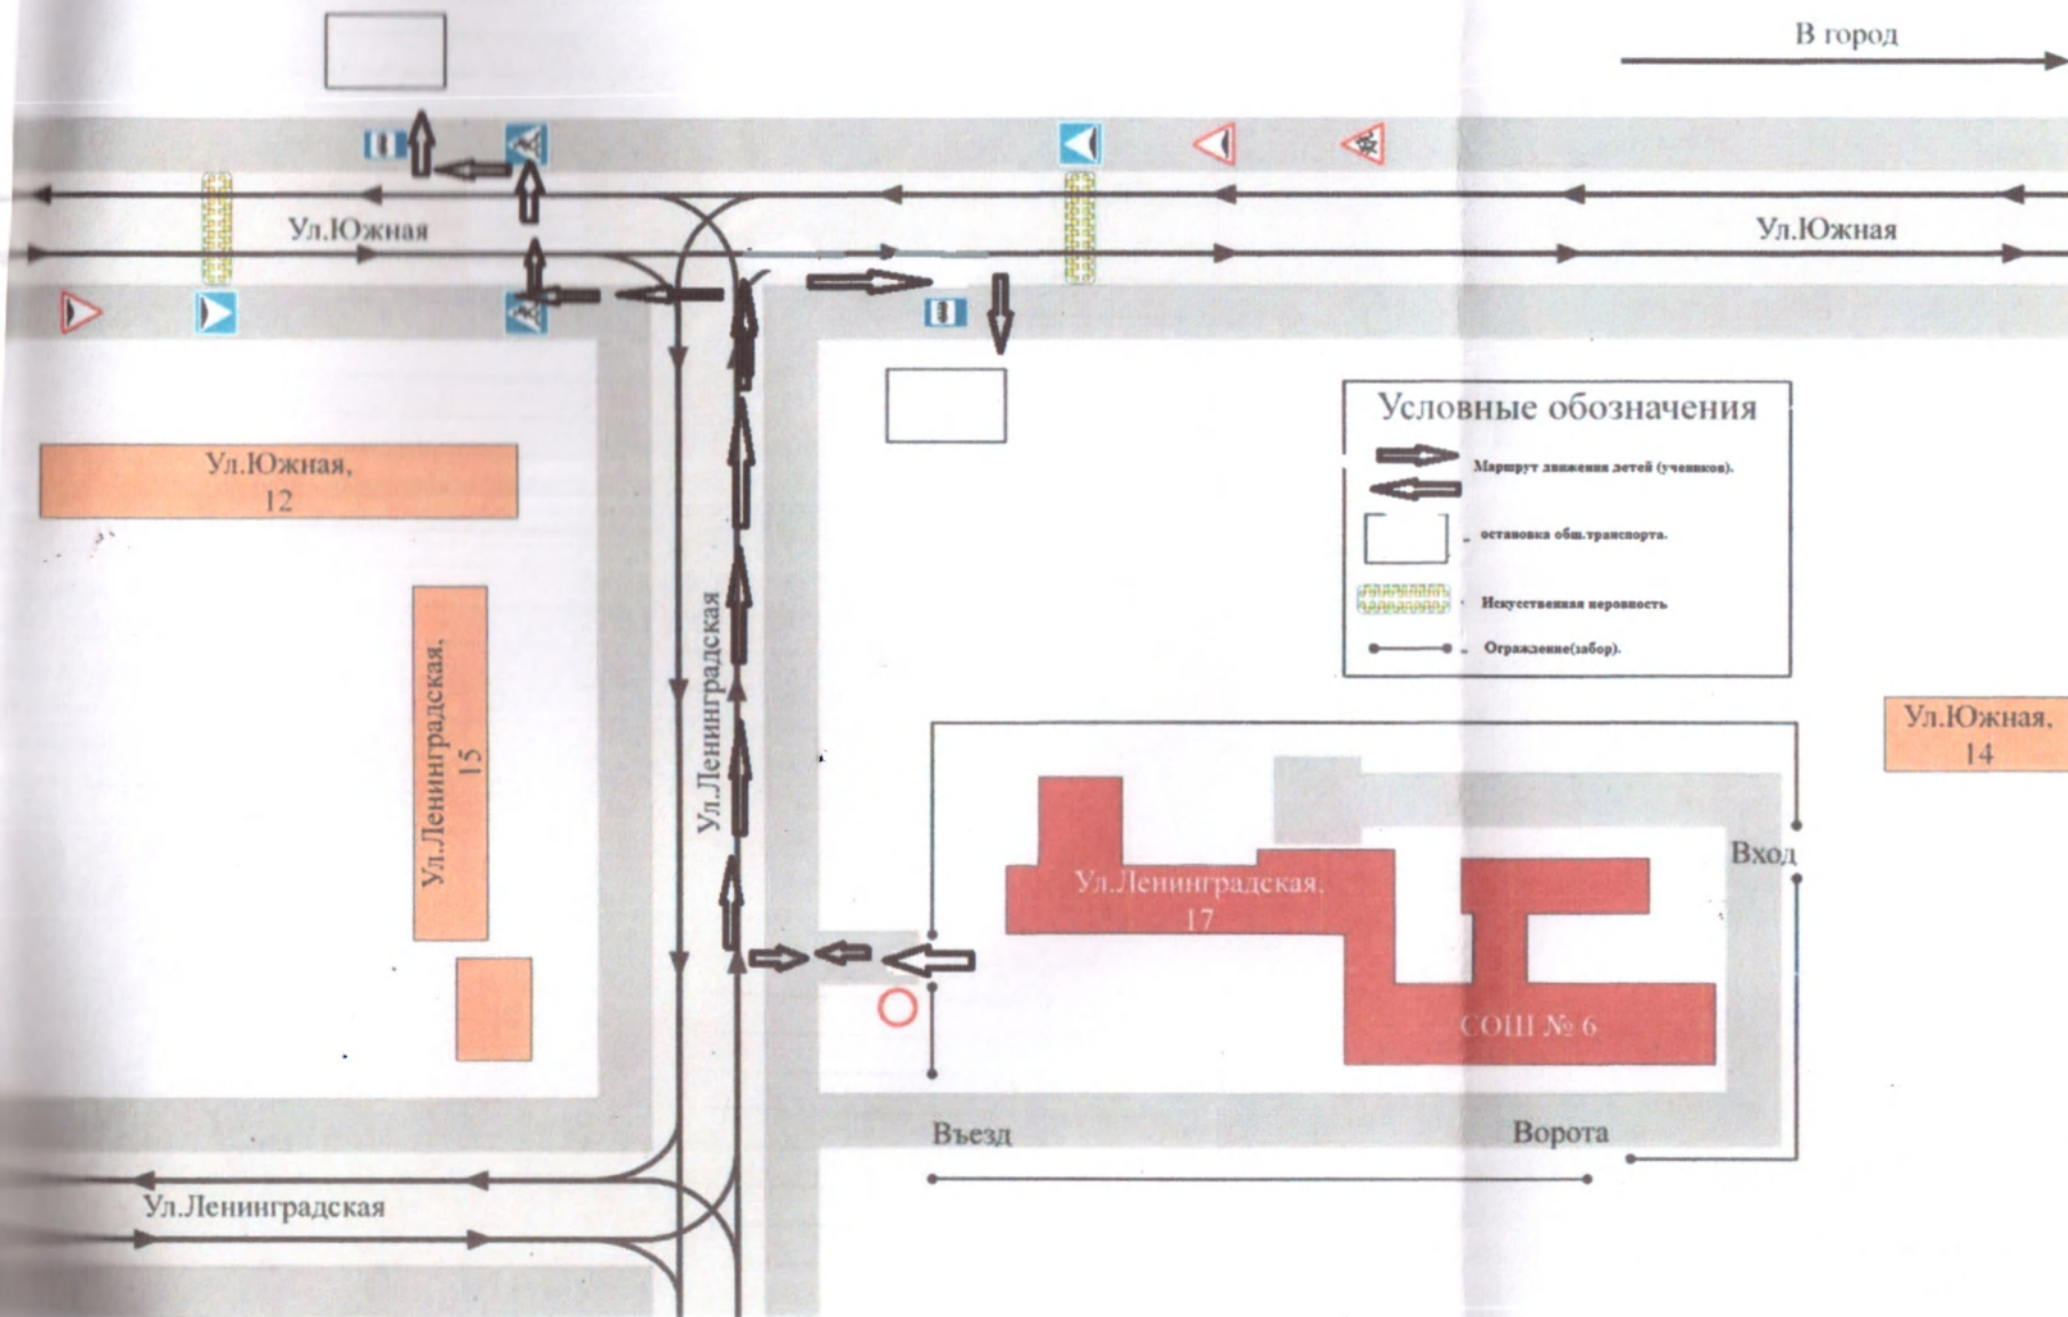 В город
Ул.Южная
Ул.Южная
Условные обозначения
Маршрут движения детей (учеников).
остановка общ.транспорта.
Искусственная неровность
Ограждение(забор).
Ул.Южная,
12
Ул.Ленинградская,
15
Ул.Ленинградская
Ул.Южная,
14
Вход
Ул.Ленинградская,
17
СОШ № 6
Въезд
Ворота
Ул.Ленинградская